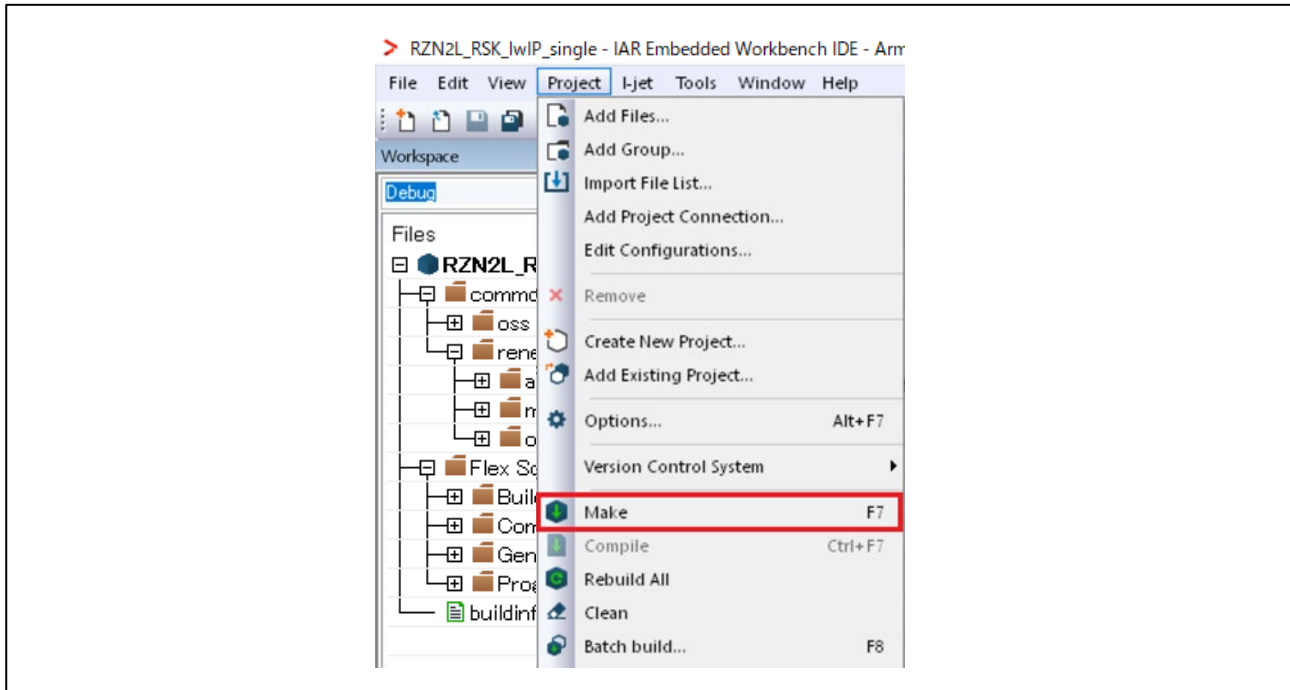 RZN2L_RSK_lwIP_single - IAR Embedded Workbench IDE - Arm
File Edit View Project I-jet Tools Window Help
Workspace
Debug
Files
RZN2L_R
commo
oss
rene
a
m
o
Flex So
Buil
Com
Gen
Prog
buildinf
Add Files...
Add Group...
Import File List...
Add Project Connection...
Edit Configurations...
Remove
Create New Project...
Add Existing Project...
Options... Alt+F7
Version Control System
Make F7
Compile Ctrl+F7
Rebuild All
Clean
Batch build... F8